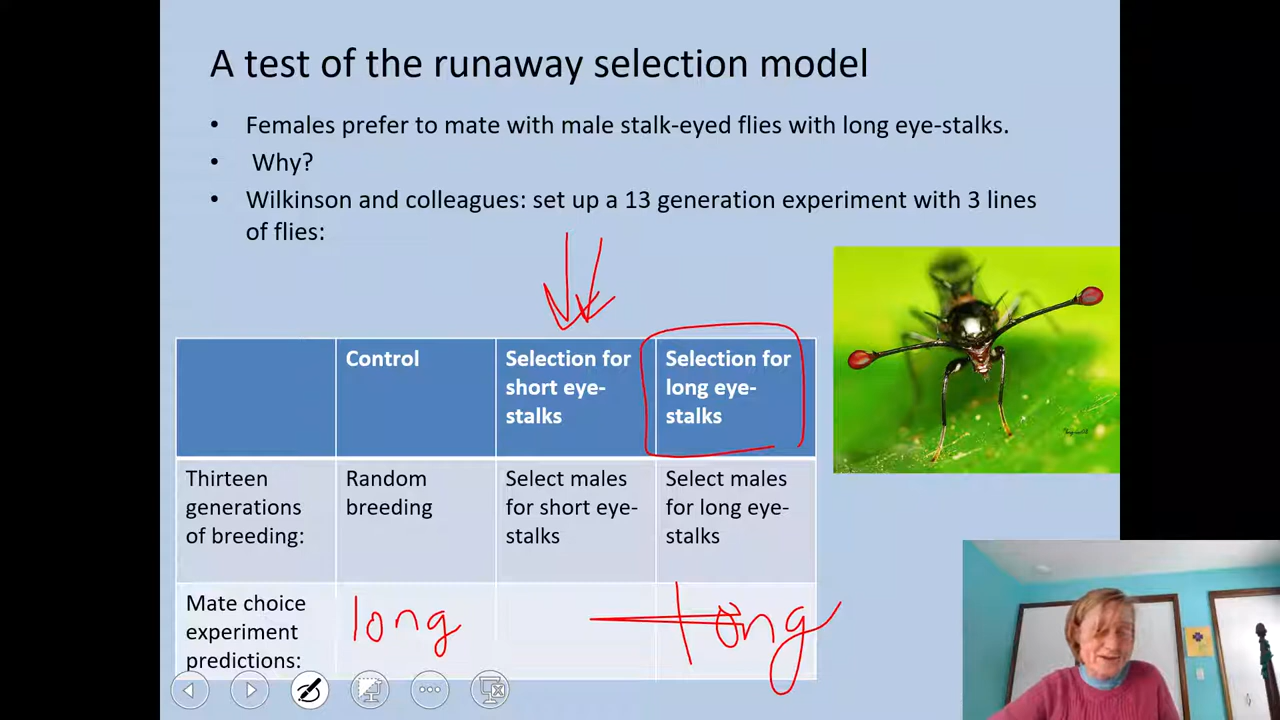 A test of the runaway selection model
• Females prefer to mate with male stalk-eyed flies with long eye-stalks.
• Why?
• Wilkinson and colleagues: set up a 13 generation experiment with 3 lines
of flies:
Control
Selection for
short eye-
stalks
Selection for
long eye-
stalks
Thirteen
generations
of breeding:
Random
breeding
Select males
for short eye-
stalks
Select males
for long eye-
stalks
Mate choice
experiment
predictions:
long
long